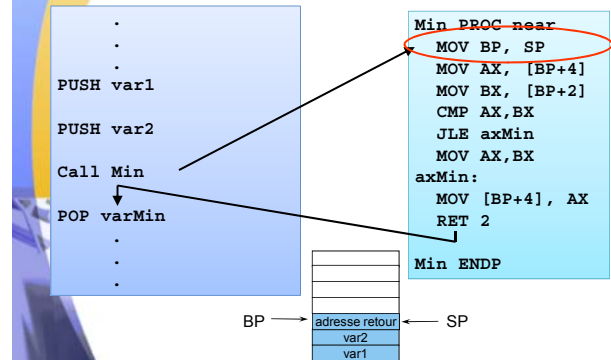 .
.
.
PUSH var1
PUSH var2
Call Min
POP varMin
.
.
.
Min PROC near
MOV BP, SP
MOV AX, [BP+4]
MOV BX, [BP+2]
CMP AX,BX
JLE axMin
MOV AX,BX
axMin:
MOV [BP+4], AX
RET 2
Min ENDP
BP
adresse retour
SP
var2
var1